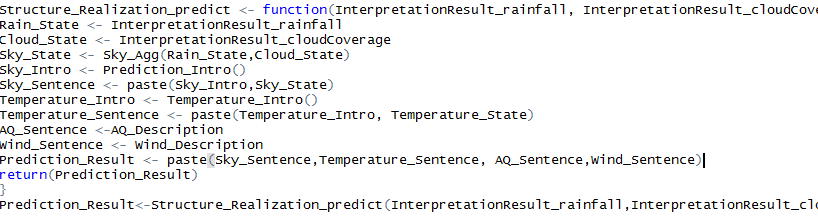 Structure_Realization_predict <- function(InterpretationResult_rainfall, InterpretationResult_cloudCove
Rain_State <- InterpretationResult_rainfall
Cloud_State <- InterpretationResult_cloudCoverage
Sky_State <- Sky_Agg(Rain_State,Cloud_State)
Sky_Intro <- Prediction_Intro()
Sky_Sentence <- paste(Sky_Intro,Sky_State)
Temperature_Intro <- Temperature_Intro()
Temperature_Sentence <- paste(Temperature_Intro, Temperature_State)
AQ_Sentence <-AQ_Description
Wind_Sentence <- Wind_Description
Prediction_Result <- paste(Sky_Sentence,Temperature_Sentence, AQ_Sentence,Wind_Sentence)
return(Prediction_Result)
}
Prediction_Result<-Structure_Realization_predict(InterpretationResult_rainfall,InterpretationResult_clo